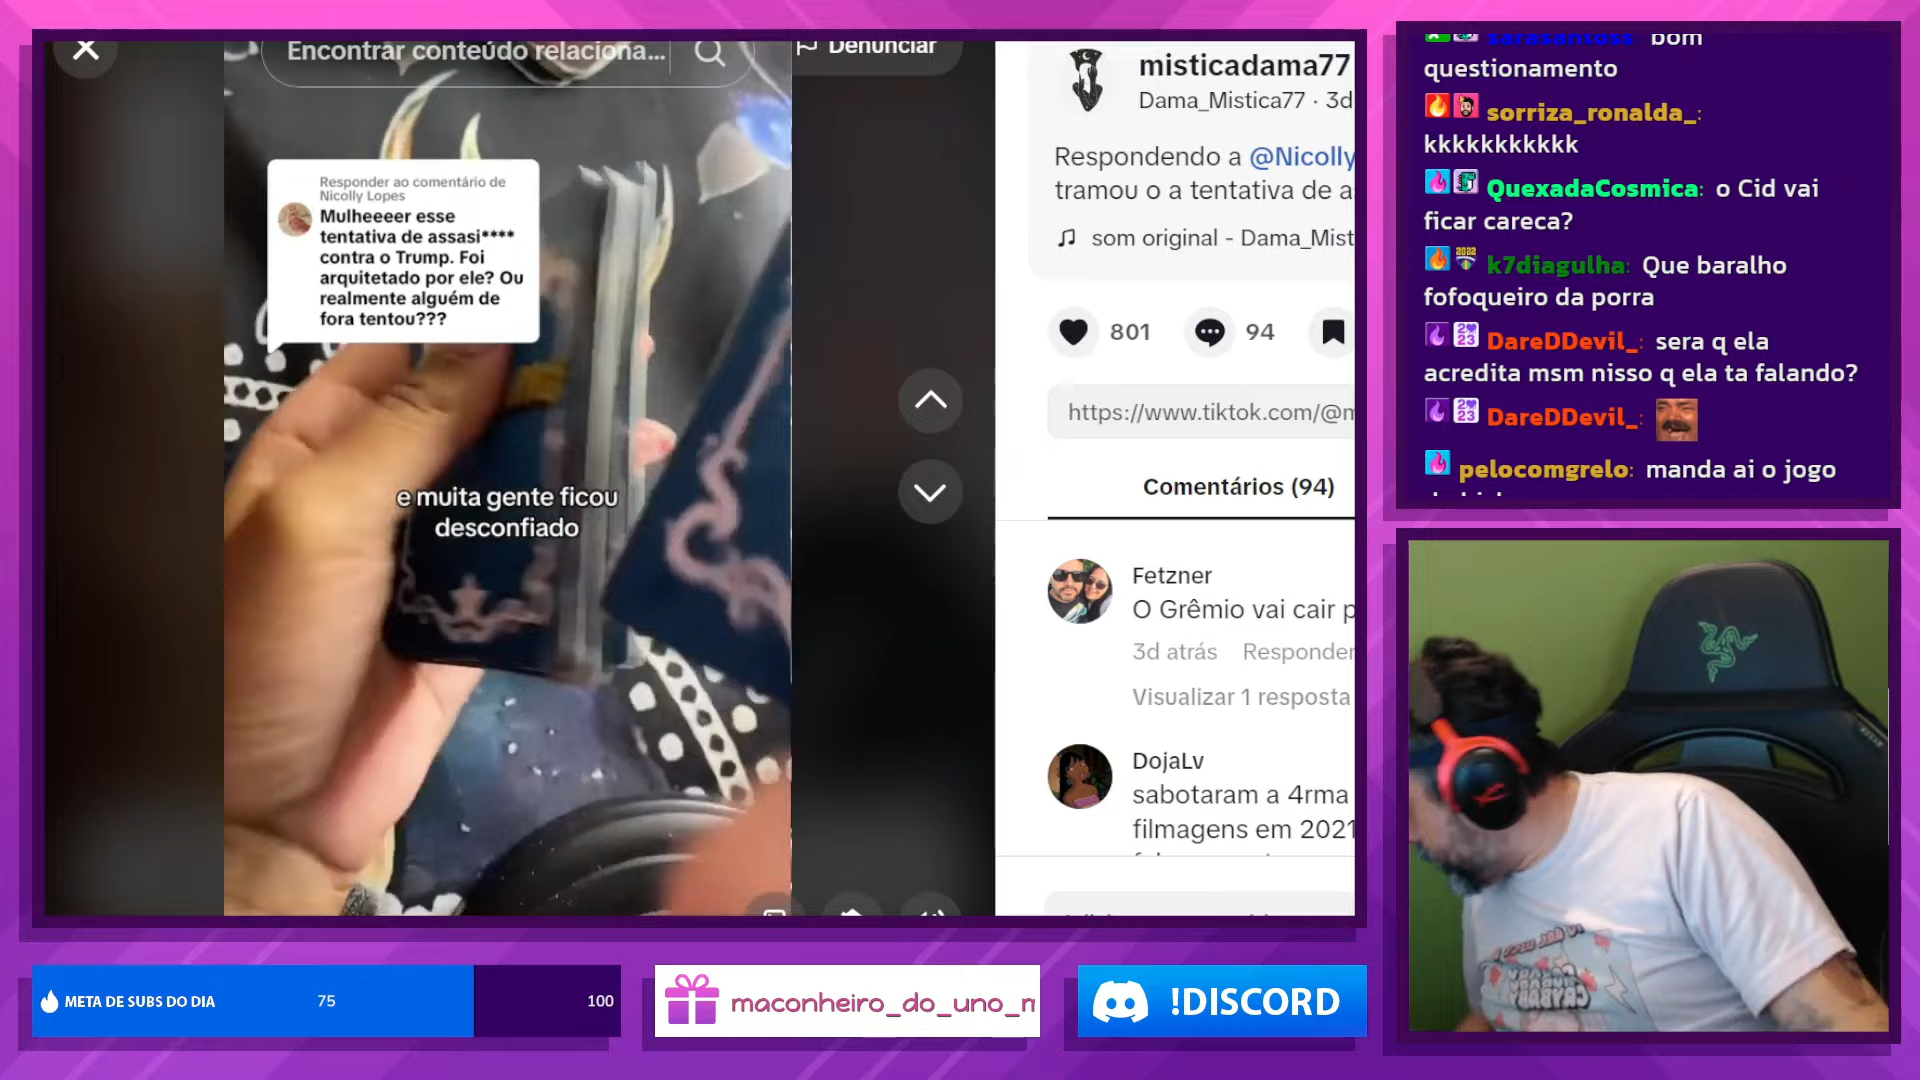 Encontrar conteúdo relaciona...
Denunciar
Responder ao comentário de
Nicolly Lopes
Mulheeeer esse
tentativa de assasi****
contra o Trump. Foi
arquitetado por ele? Ou
realmente alguém de
fora tentou???
e muita gente ficou
desconfiado
misticadama77
Dama_Mistica77 · 3d
Respondendo a @Nicolly
tramou o a tentativa de a
som original - Dama_Mist
801
94
https://www.tiktok.com/@m
Comentários (94)
Fetzner
O Grêmio vai cair p
3d atrás Responder
Visualizar 1 resposta
DojaLv
sabotaram a 4rma
filmagens em 2021
sarasantoss bom
questionamento
sorriza_ronalda_:
kkkkkkkkkkk
QuexadaCosmica: o Cid vai
ficar careca?
k7diagulha: Que baralho
fofoqueiro da porra
DareDDevil_: sera q ela
acredita msm nisso q ela ta falando?
DareDDevil_:
pelocomgrelo: manda ai o jogo
META DE SUBS DO DIA 75 100
maconheiro_do_uno_m
!DISCORD